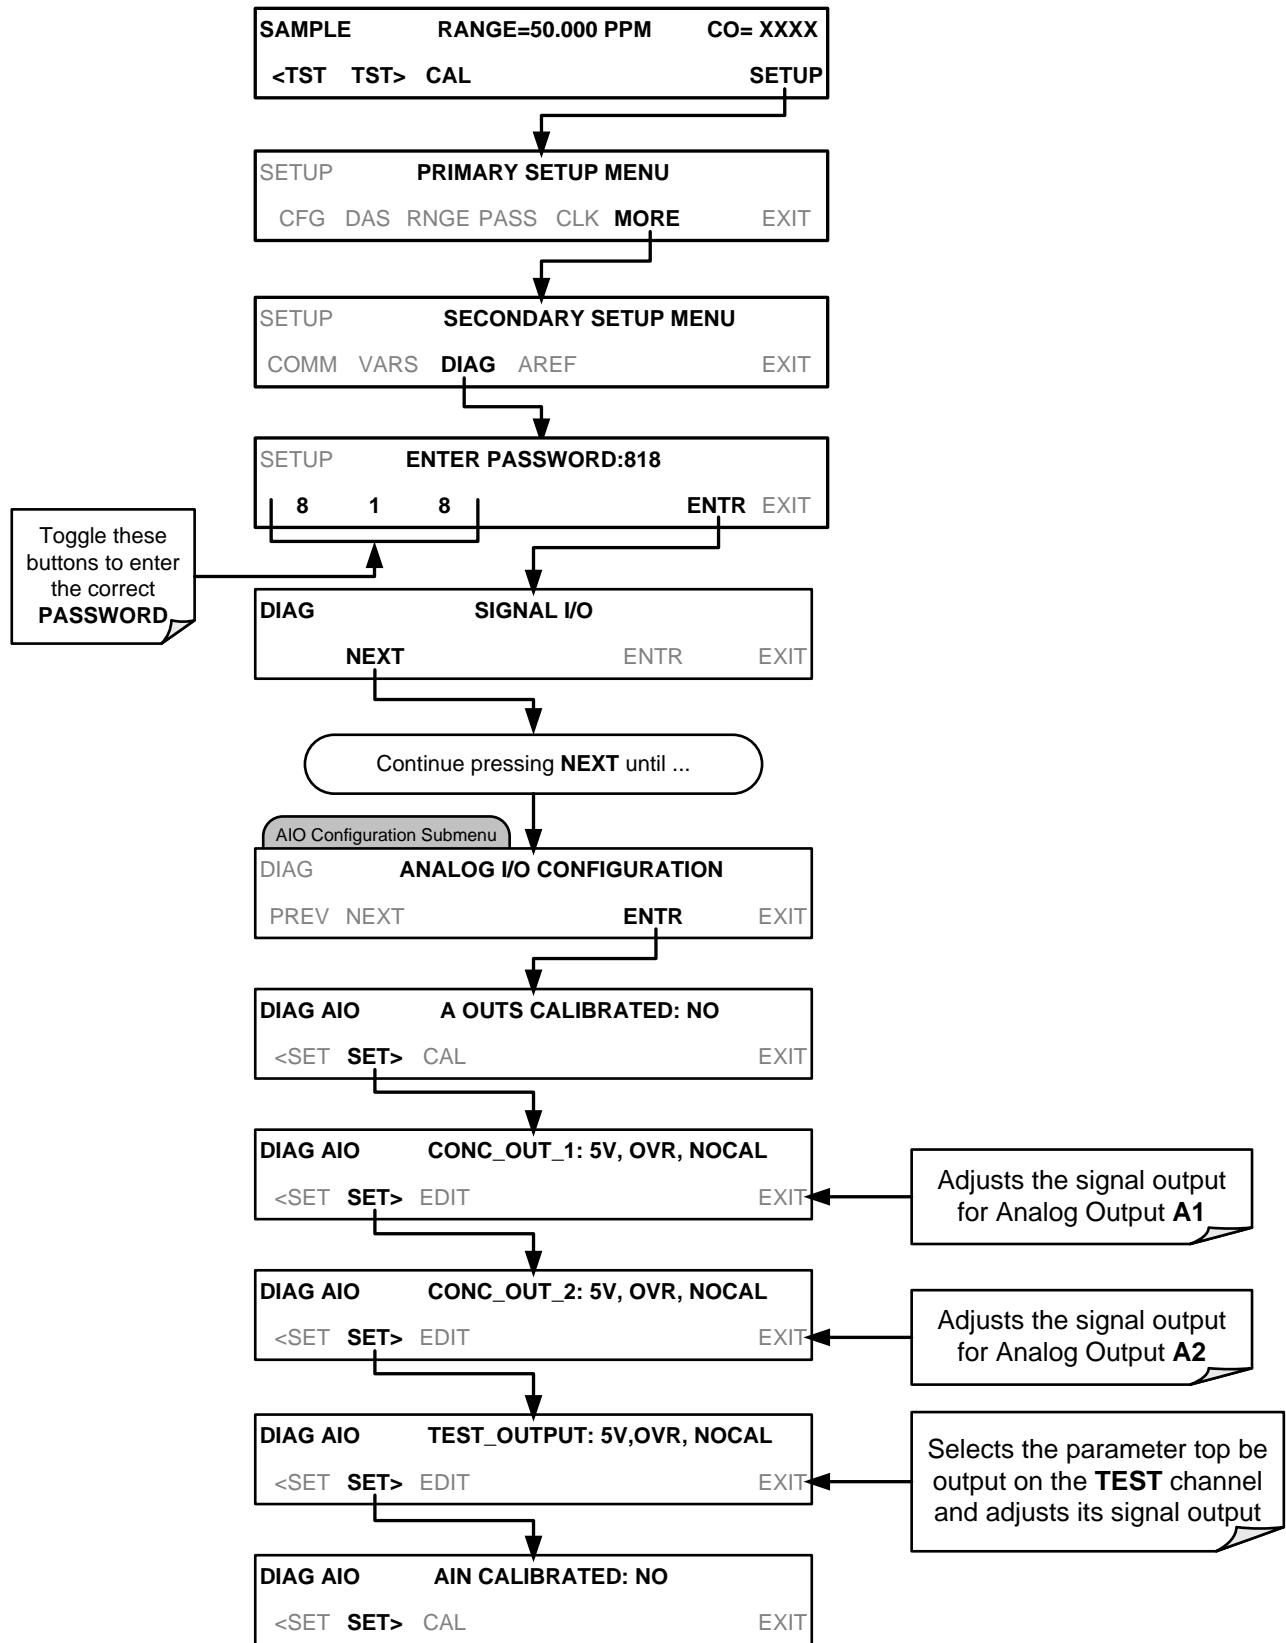 SAMPLE RANGE=50.000 PPM CO= XXXX
<TST TST> CAL SETUP
SETUP PRIMARY SETUP MENU
CFG DAS RNGE PASS CLK MORE EXIT
SETUP SECONDARY SETUP MENU
COMM VARS DIAG AREF EXIT
SETUP ENTER PASSWORD:818
8 1 8 ENTR EXIT
Toggle these
buttons to enter
the correct
PASSWORD
DIAG SIGNAL I/O
NEXT ENTR EXIT
Continue pressing NEXT until ...
AIO Configuration Submenu
DIAG ANALOG I/O CONFIGURATION
PREV NEXT ENTR EXIT
DIAG AIO A OUTS CALIBRATED: NO
<SET SET> CAL EXIT
DIAG AIO CONC_OUT_1: 5V, OVR, NOCAL
<SET SET> EDIT EXIT
Adjusts the signal output
for Analog Output A1
DIAG AIO CONC_OUT_2: 5V, OVR, NOCAL
<SET SET> EDIT EXIT
Adjusts the signal output
for Analog Output A2
DIAG AIO TEST_OUTPUT: 5V,OVR, NOCAL
<SET SET> EDIT EXIT
Selects the parameter top be
output on the TEST channel
and adjusts its signal output
DIAG AIO AIN CALIBRATED: NO
<SET SET> CAL EXIT